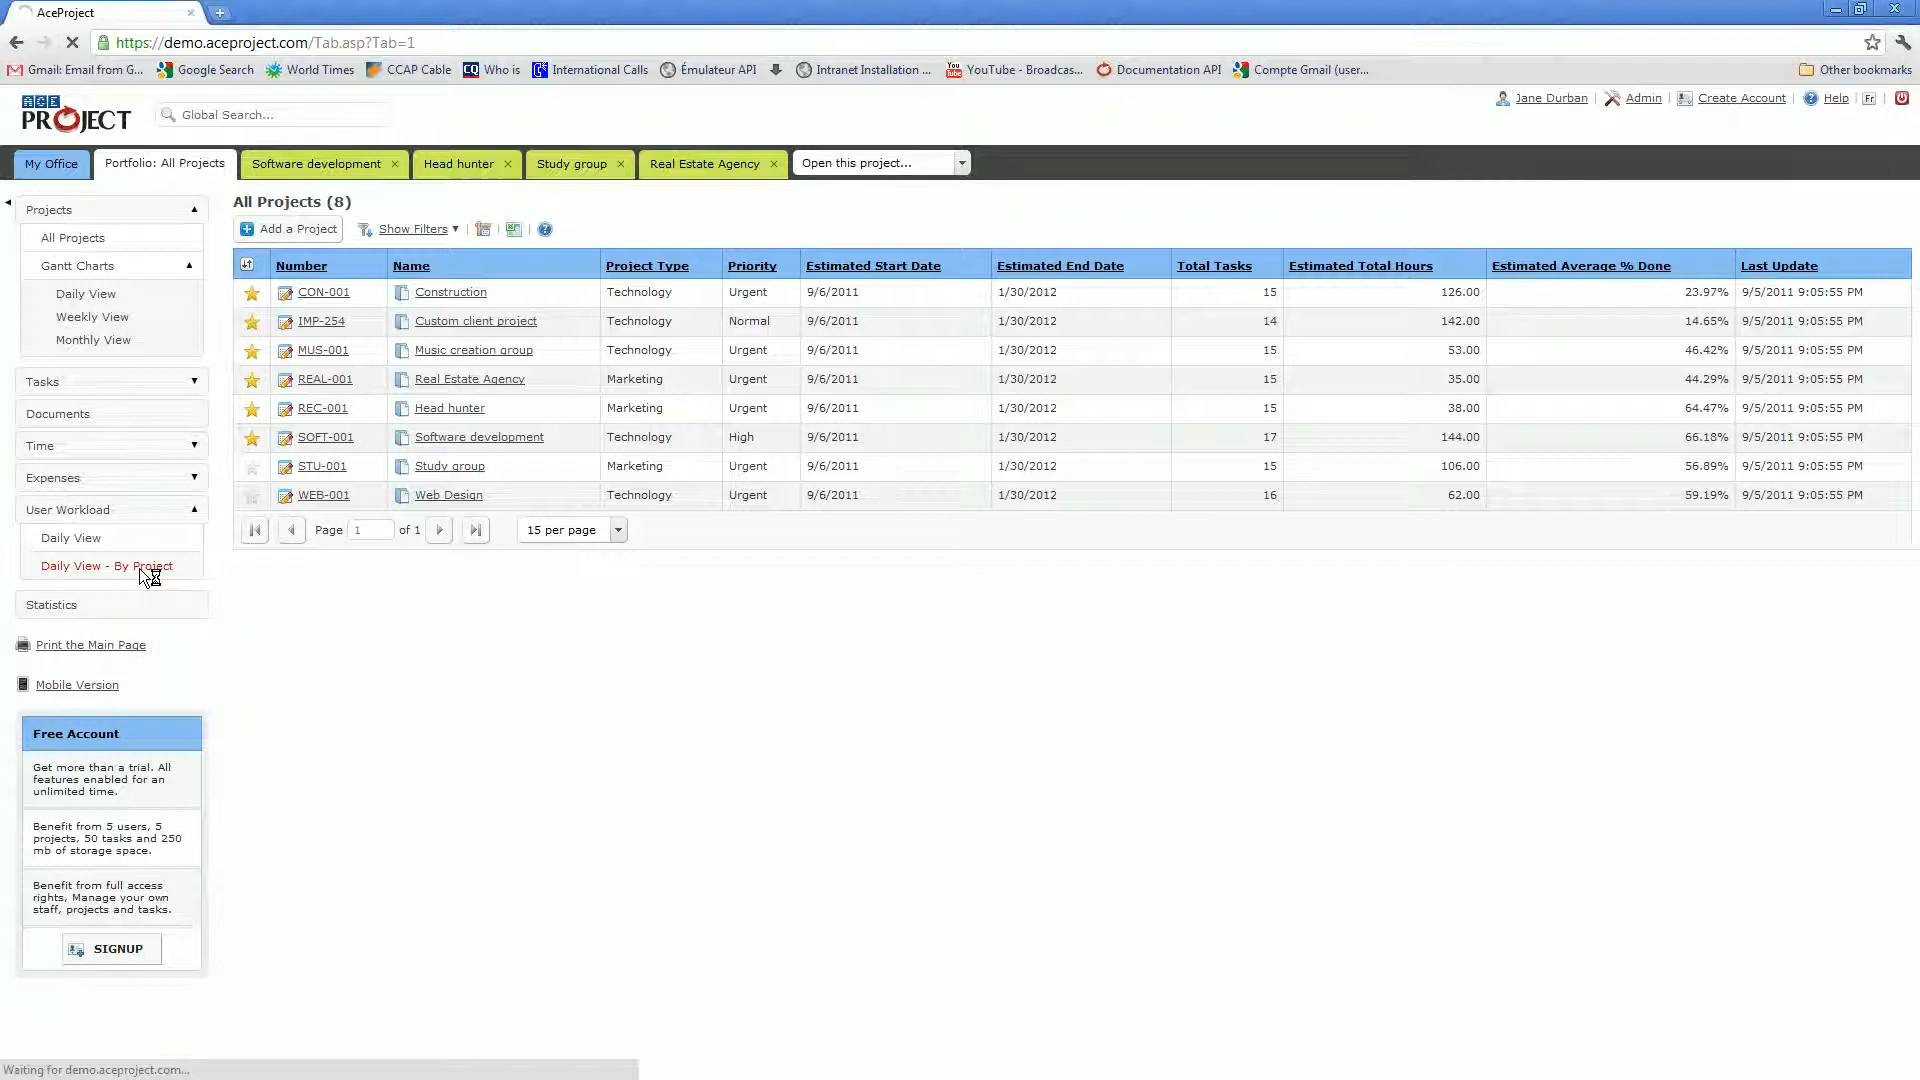 AceProject
https://demo.aceproject.com/Tab.asp?Tab=1
Gmail: Email from G... Google Search World Times CCAP Cable Who is International Calls Émulateur API Intranet Installation ... YouTube - Broadcas... Documentation API Compte Gmail (user... Other bookmarks
ACE PROJECT
Global Search...
Jane Durban | Admin | Create Account | Help | Fr
My Office Portfolio: All Projects Software development Head hunter Study group Real Estate Agency Open this project...
Projects
All Projects
Gantt Charts
Daily View
Weekly View
Monthly View
Tasks
Documents
Time
Expenses
User Workload
Daily View
Daily View - By Project
Statistics
Print the Main Page
Mobile Version
Free Account
Get more than a trial. All
features enabled for an
unlimited time.
Benefit from 5 users, 5
projects, 50 tasks and 250
mb of storage space.
Benefit from full access
rights, Manage your own
staff, projects and tasks.
SIGNUP
All Projects (8)
Add a Project Show Filters
Number Name Project Type Priority Estimated Start Date Estimated End Date Total Tasks Estimated Total Hours Estimated Average % Done Last Update
CON-001 Construction Technology Urgent 9/6/2011 1/30/2012 15 126.00 23.97% 9/5/2011 9:05:55 PM
IMP-254 Custom client project Technology Normal 9/6/2011 1/30/2012 14 142.00 14.65% 9/5/2011 9:05:55 PM
MUS-001 Music creation group Technology Urgent 9/6/2011 1/30/2012 15 53.00 46.42% 9/5/2011 9:05:55 PM
REAL-001 Real Estate Agency Marketing Urgent 9/6/2011 1/30/2012 15 35.00 44.29% 9/5/2011 9:05:55 PM
REC-001 Head hunter Marketing Urgent 9/6/2011 1/30/2012 15 38.00 64.47% 9/5/2011 9:05:55 PM
SOFT-001 Software development Technology High 9/6/2011 1/30/2012 17 144.00 66.18% 9/5/2011 9:05:55 PM
STU-001 Study group Marketing Urgent 9/6/2011 1/30/2012 15 106.00 56.89% 9/5/2011 9:05:55 PM
WEB-001 Web Design Technology Urgent 9/6/2011 1/30/2012 16 62.00 59.19% 9/5/2011 9:05:55 PM
Page 1 of 1 15 per page
Waiting for demo.aceproject.com...